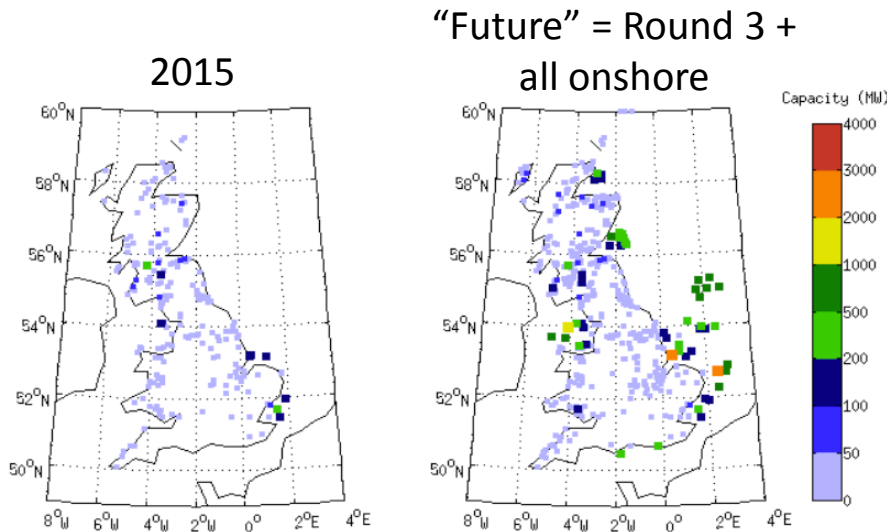 “Future” = Round 3 +
2015
all onshore
Capacity (MW)
60°N
58°N
56°N
54°N
52°N
50°N
8°W 6°W 4°W 2°W 0° 2°E 4°E
60°N
58°N
56°N
54°N
52°N
50°N
8°W 6°W 4°W 2°W 0° 2°E 4°E
4000
3000
2000
1000
500
200
100
50
0